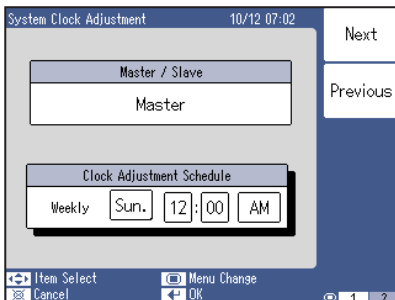 System Clock Adjustment 10/12 07:02
Next
Previous
Master / Slave
Master
Clock Adjustment Schedule
Weekly Sun. 12 : 00 AM
Item Select Menu Change
Cancel OK
1 2